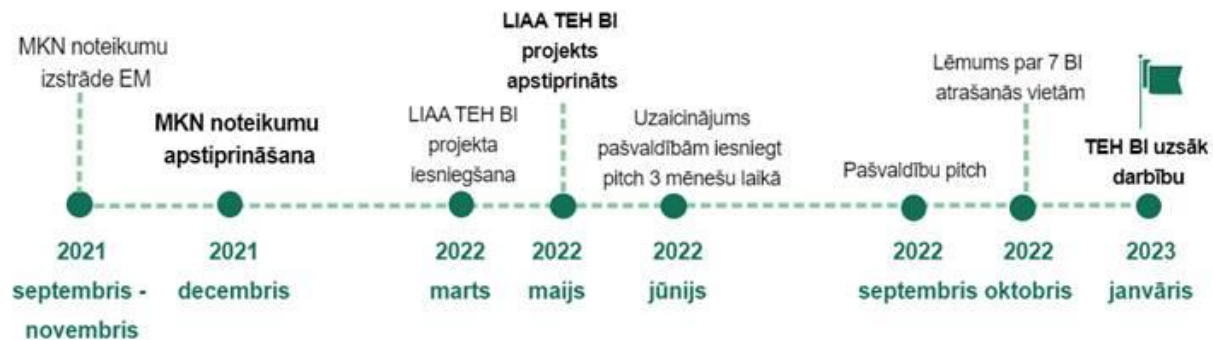 MKN noteikumu
izstrāde EM
MKN noteikumu
apstiprināšana
LIAA TEH BI
projekta
iesniegšana
LIAA TEH BI
projekts
apstiprināts
Uzaicinājums
pašvaldībām iesniegt
pitch 3 mēnešu laikā
Pašvaldību pitch
Lēmums par 7 BI
atrašanās vietām
TEH BI uzsāk
darbību
2021
septembris -
novembris
2021
decembris
2022
marts
2022
maijs
2022
jūnijs
2022
septembris
2022
oktobris
2023
janvāris